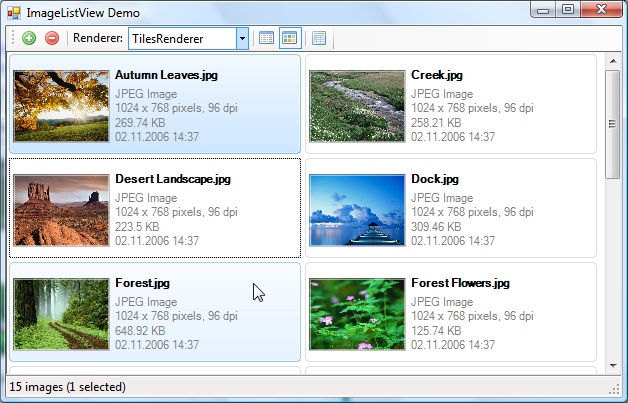 ImageListView Demo
Renderer: TilesRenderer
Autumn Leaves.jpg
JPEG Image
1024 x 768 pixels, 96 dpi
269.74 KB
02.11.2006 14:37
Creek.jpg
JPEG Image
1024 x 768 pixels, 96 dpi
258.21 KB
02.11.2006 14:37
Desert Landscape.jpg
JPEG Image
1024 x 768 pixels, 96 dpi
223.5 KB
02.11.2006 14:37
Dock.jpg
JPEG Image
1024 x 768 pixels, 96 dpi
309.46 KB
02.11.2006 14:37
Forest.jpg
JPEG Image
1024 x 768 pixels, 96 dpi
648.92 KB
02.11.2006 14:37
Forest Flowers.jpg
JPEG Image
1024 x 768 pixels, 96 dpi
125.74 KB
02.11.2006 14:37
15 images (1 selected)